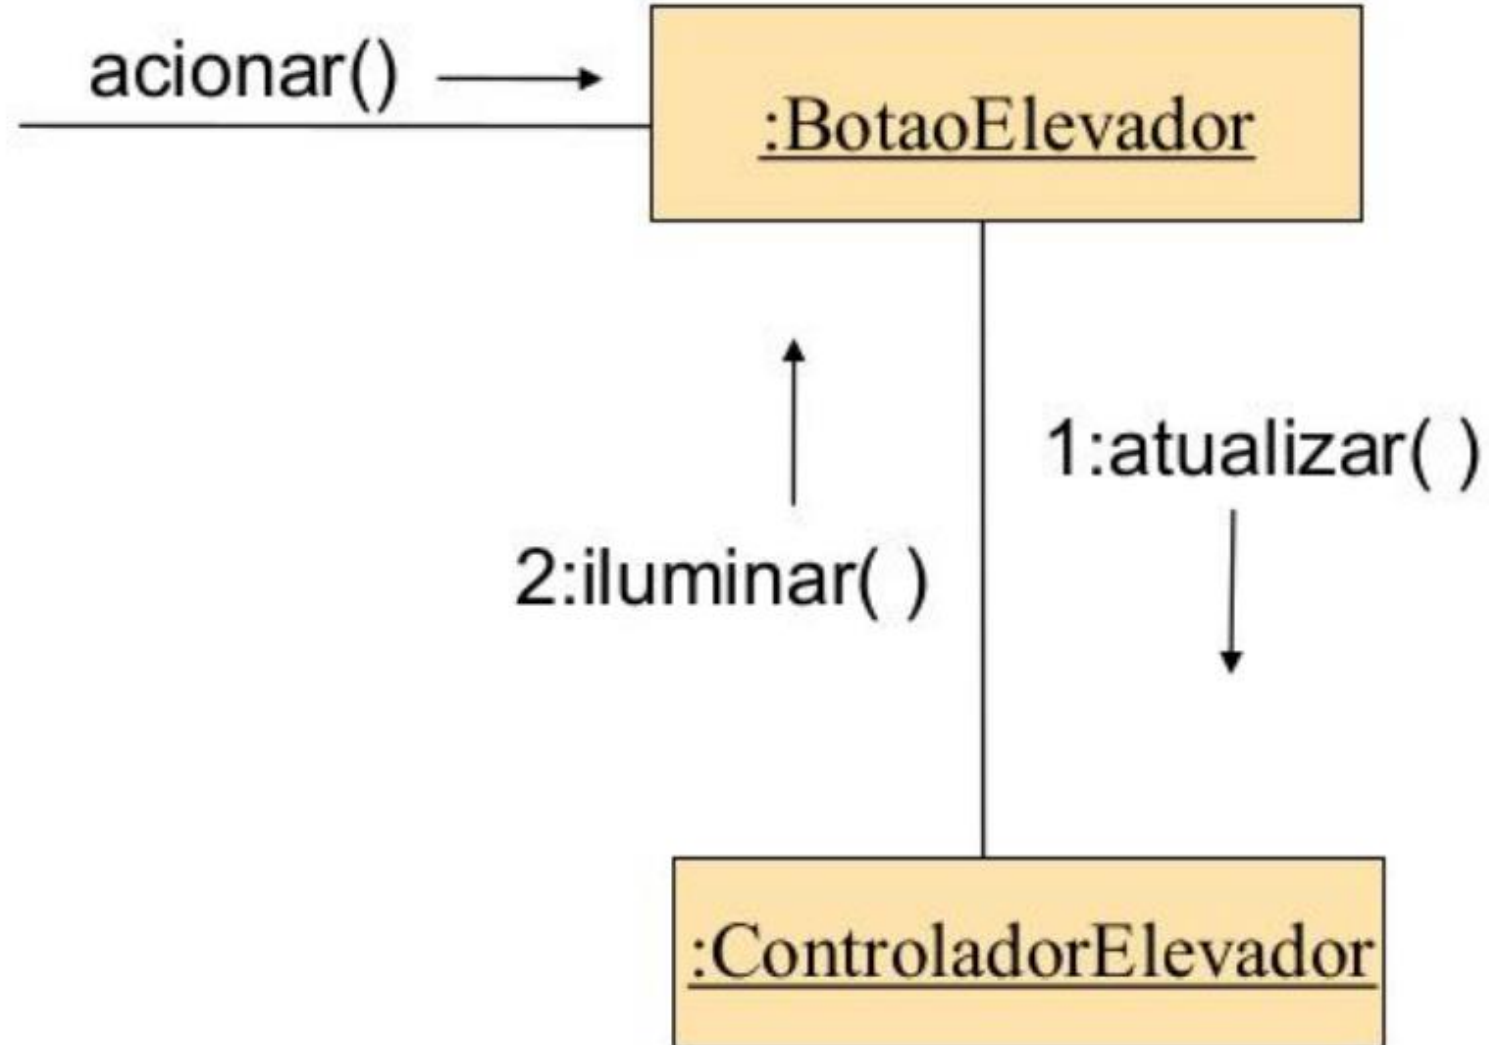 acionar()
:BotaoElevador
1:atualizar( )
2:iluminar( )
:ControladorElevador